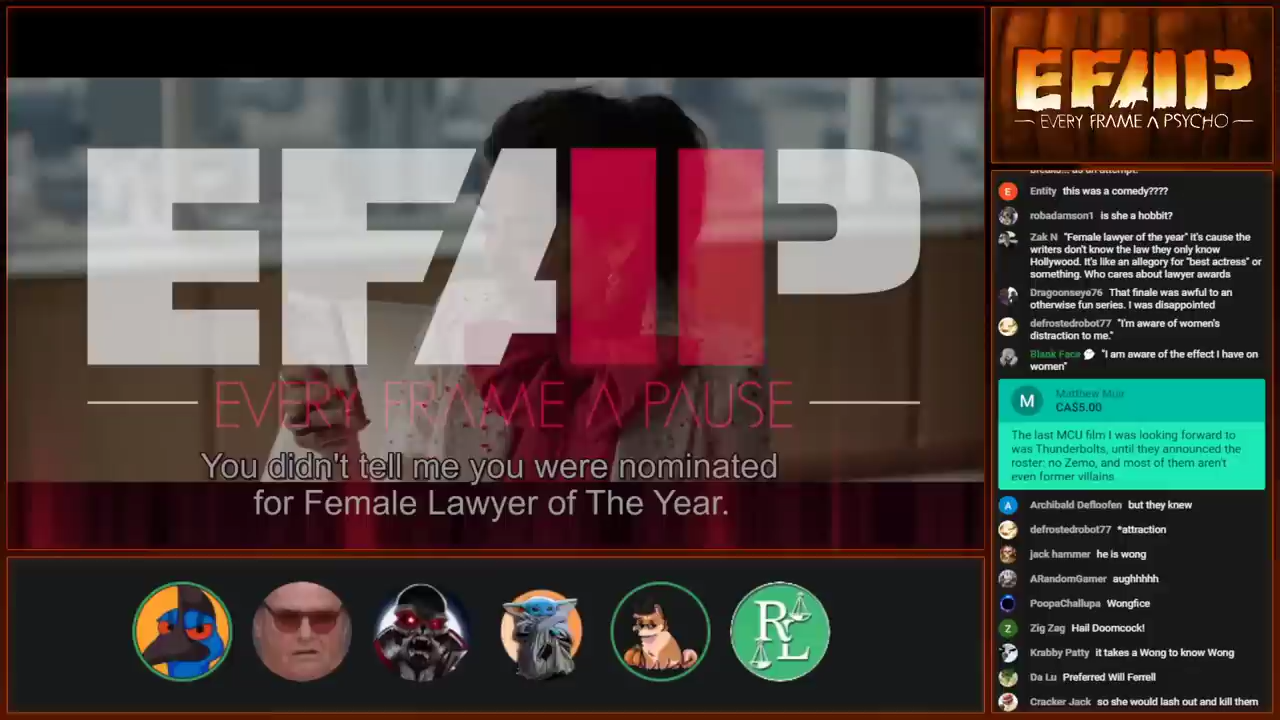 EFAIIP
EVERY FRAME A PAUSE
You didn't tell me you were nominated
for Female Lawyer of The Year.
RL
EFAIIP
EVERY FRAME A PSYCHO
breaks... as an attempt.
E Entity this was a comedy????
robadamson1 is she a hobbit?
Zak N "Female lawyer of the year" it's cause the
writers don't know the law they only know
Hollywood. It's like an allegory for "best actress" or
something. Who cares about lawyer awards
Dragoonseye76 That finale was awful to an
otherwise fun series. I was disappointed
defrostedrobot77 "I'm aware of women's
distraction to me."
Blank Face "I am aware of the effect I have on
women"
M Matthew Muir
CA$5.00
The last MCU film I was looking forward to
was Thunderbolts, until they announced the
roster: no Zemo, and most of them aren't
even former villains.
A Archibald Defloofen but they knew
defrostedrobot77 *attraction
jack hammer he is wong
ARandomGamer aughhhhh
PoopaChallupa Wongfice
Z Zig Zag Hail Doomcock!
Krabby Patty it takes a Wong to know Wong
Da Lu Preferred Will Ferrell
Cracker Jack so she would lash out and kill them